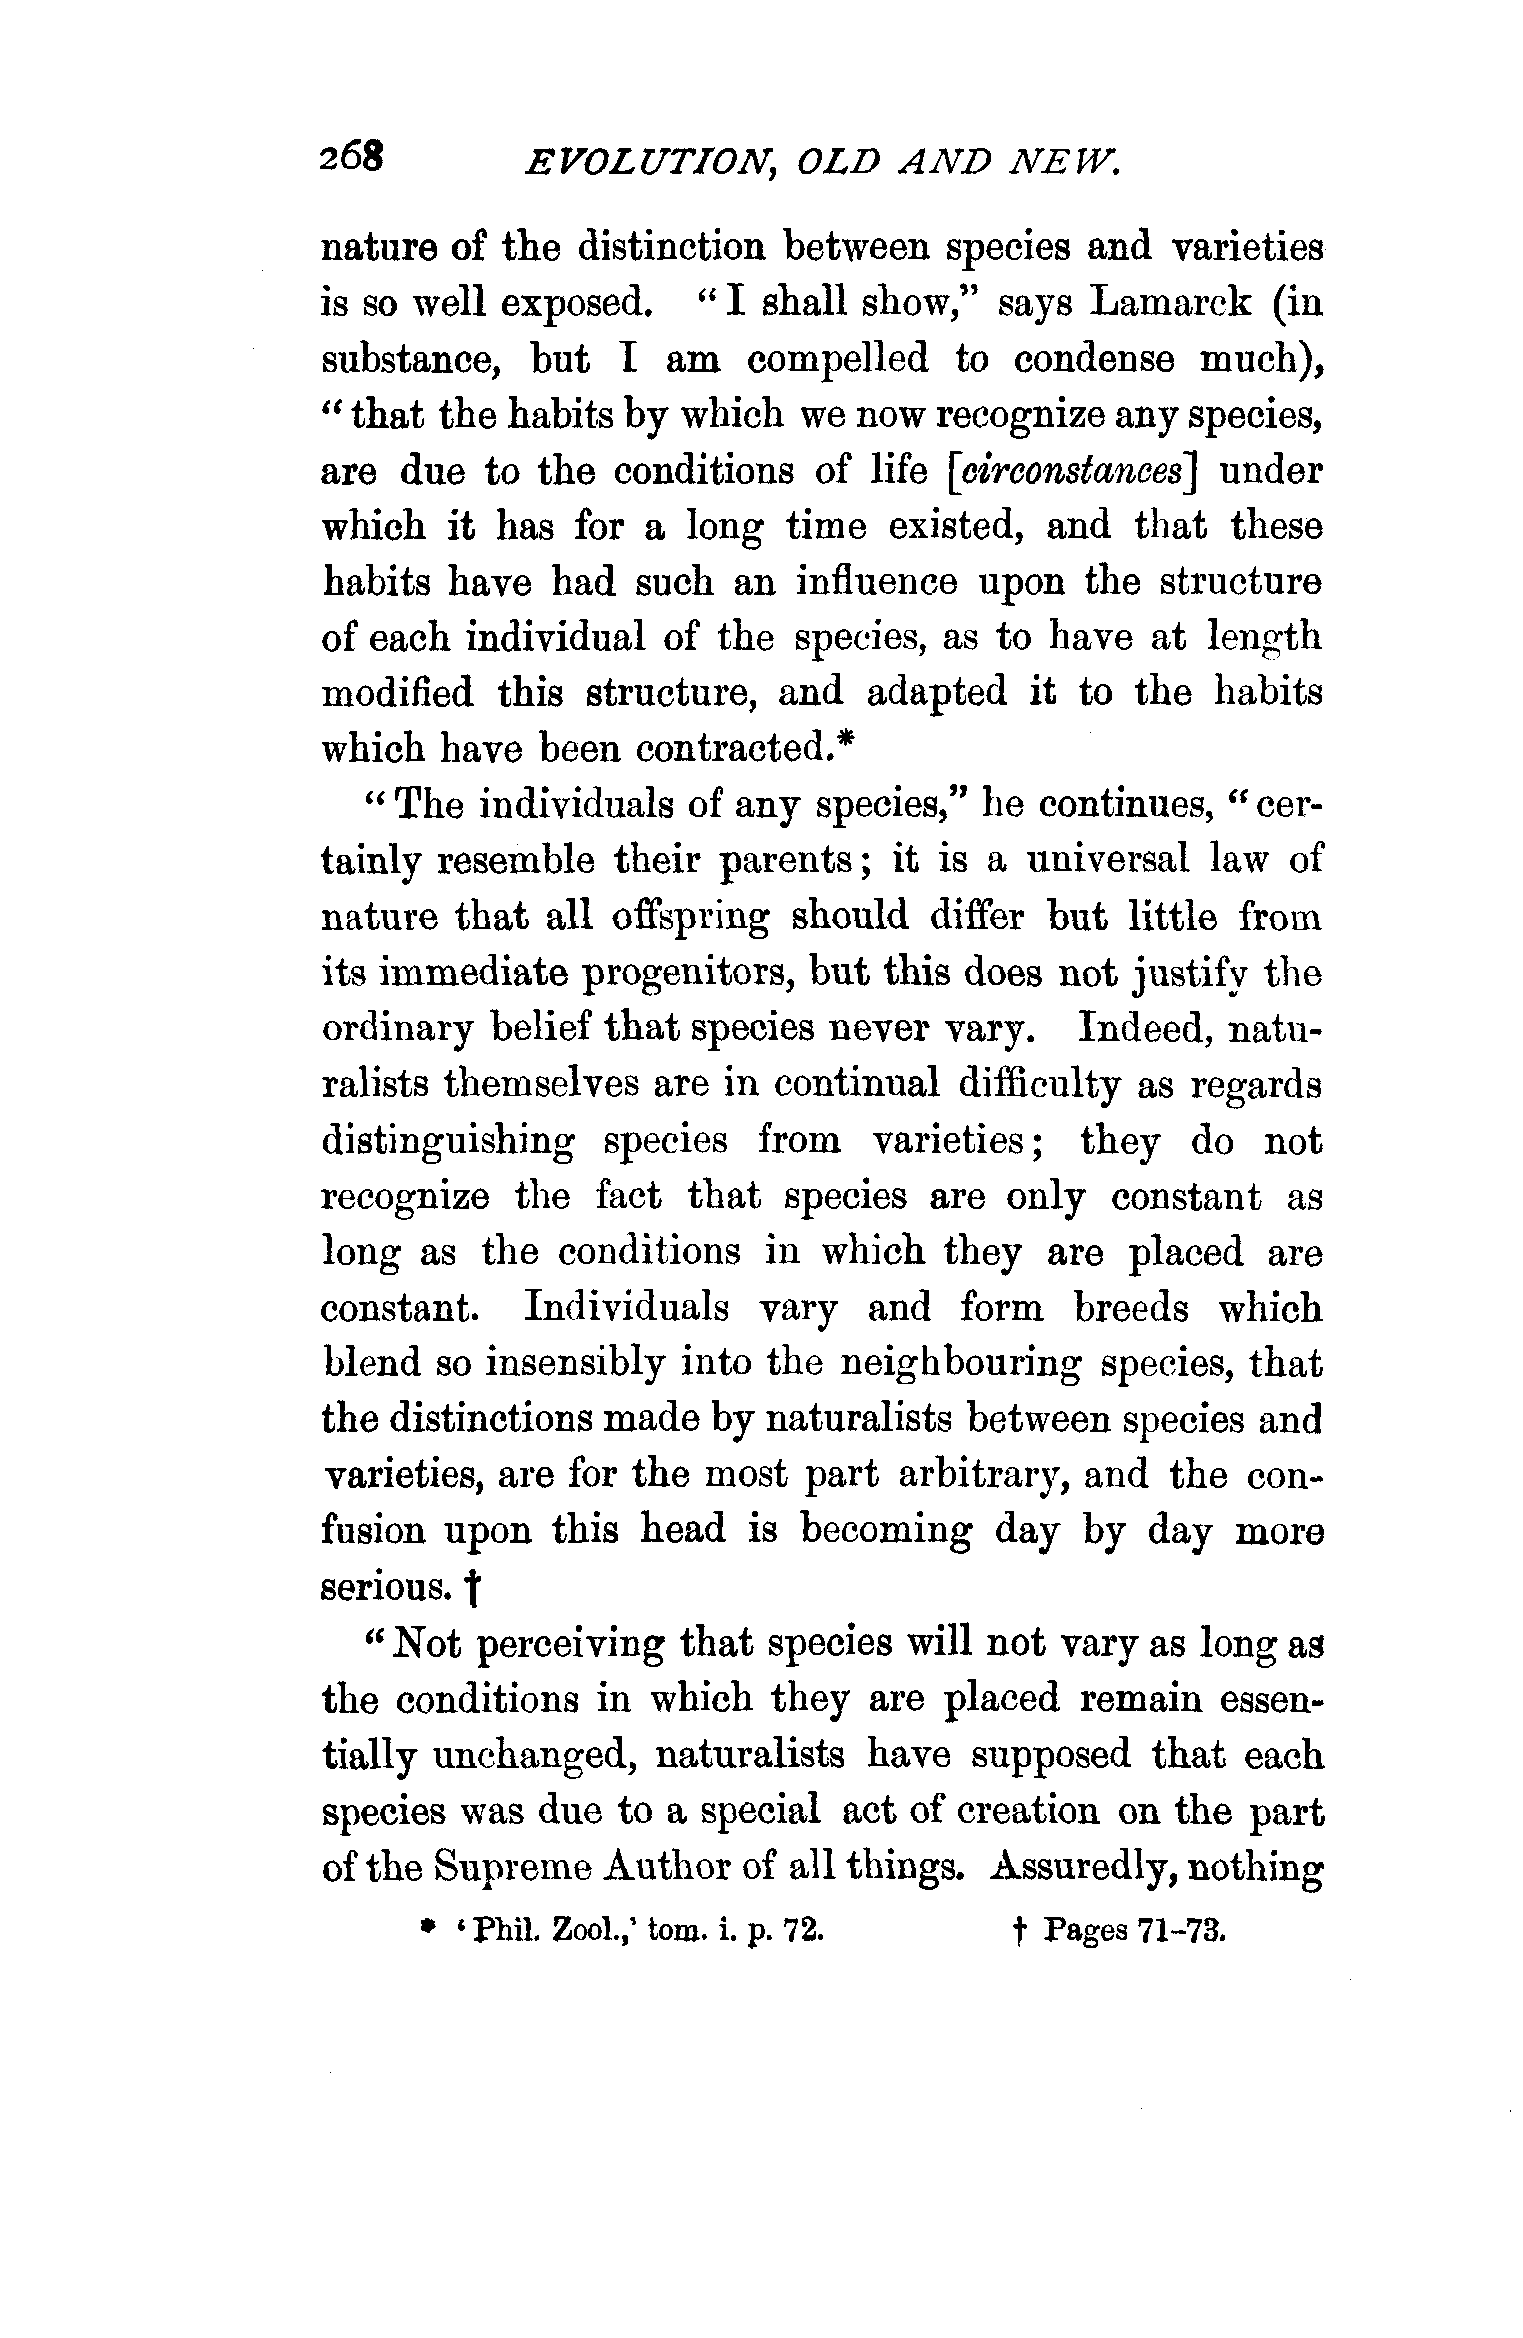 268 EVOLUTION, OLD AND NEW.
nature of the distinction between species and varieties
is so well exposed. “I shall show,” says Lamarck (in
substance, but I am compelled to condense much),
“that the habits by which we now recognize any species,
are due to the conditions of life [circonstances] under
which it has for a long time existed, and that these
habits have had such an influence upon the structure
of each individual of the species, as to have at length
modified this structure, and adapted it to the habits
which have been contracted.*
“The individuals of any species,” he continues, “cer-
tainly resemble their parents; it is a universal law of
nature that all offspring should differ but little from
its immediate progenitors, but this does not justify the
ordinary belief that species never vary. Indeed, natu-
ralists themselves are in continual difficulty as regards
distinguishing species from varieties; they do not
recognize the fact that species are only constant as
long as the conditions in which they are placed are
constant. Individuals vary and form breeds which
blend so insensibly into the neighbouring species, that
the distinctions made by naturalists between species and
varieties, are for the most part arbitrary, and the con-
fusion upon this head is becoming day by day more
serious. †
“Not perceiving that species will not vary as long as
the conditions in which they are placed remain essen-
tially unchanged, naturalists have supposed that each
species was due to a special act of creation on the part
of the Supreme Author of all things. Assuredly, nothing
* ‘Phil. Zool.,’ tom. i. p. 72. † Pages 71-73.